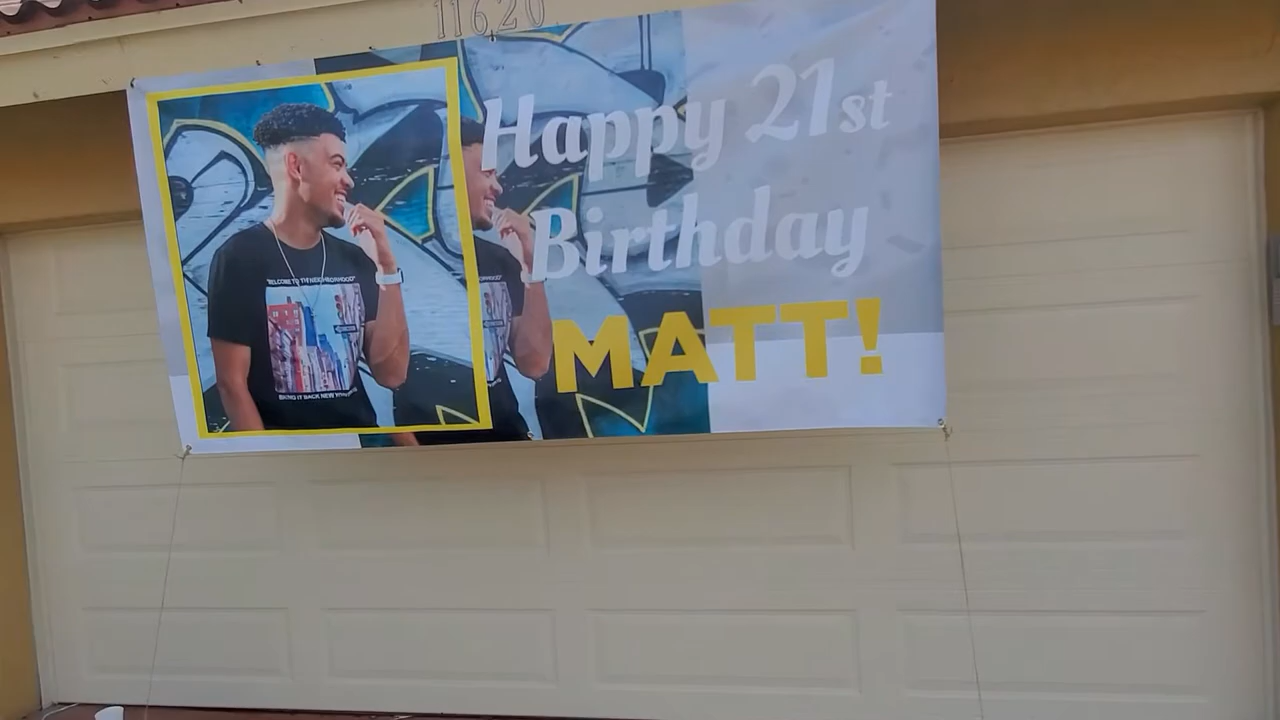 11620
Happy 21st
Birthday
MATT!
"WELCOME TO THE NEIGHBORHOOD"
BRING IT BACK NEW YORK